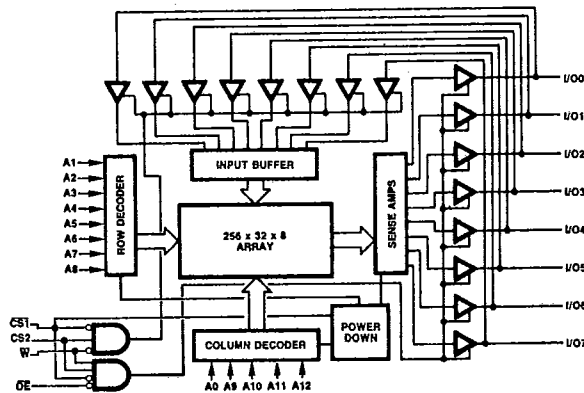 I/O0
I/O1
I/O2
I/O3
I/O4
I/O5
I/O6
I/O7
INPUT BUFFER
A1
A2
A3
A4
A5
A6
A7
A8
ROW DECODER
256 x 32 x 8
ARRAY
SENSE AMPS
CS1
CS2
W
OE
COLUMN DECODER
POWER
DOWN
A0 A9 A10 A11 A12